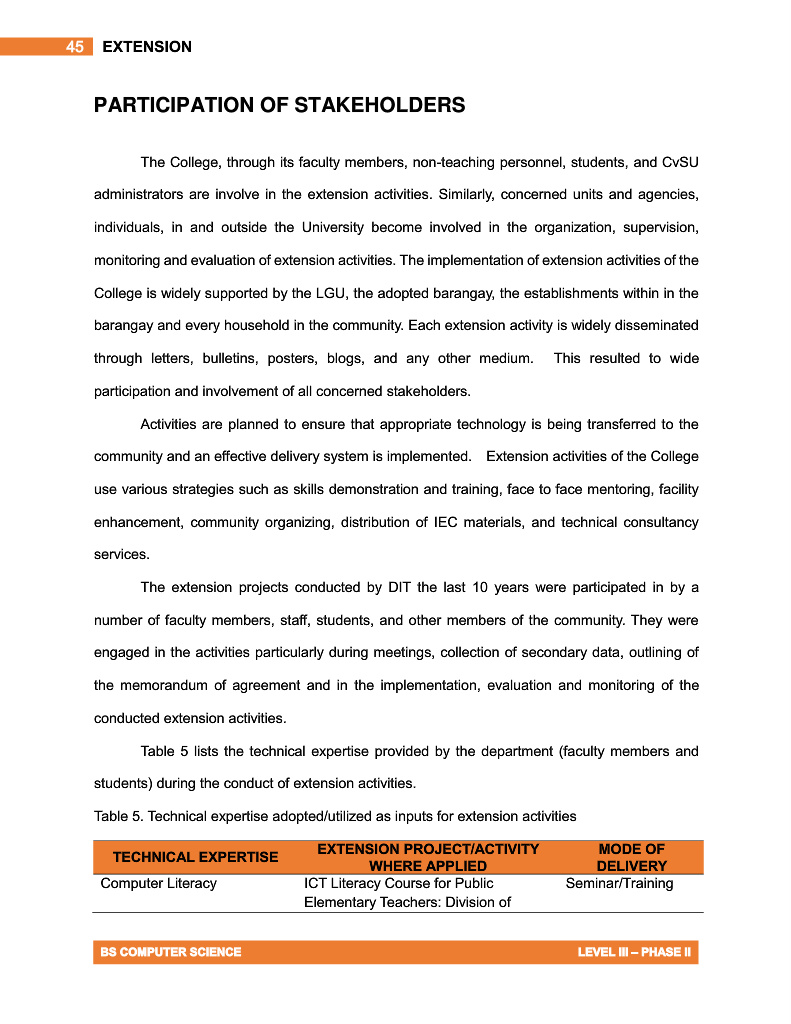 45 EXTENSION
PARTICIPATION OF STAKEHOLDERS
The College, through its faculty members, non-teaching personnel, students, and CvSU
administrators are involve in the extension activities. Similarly, concerned units and agencies,
individuals, in and outside the University become involved in the organization, supervision,
monitoring and evaluation of extension activities. The implementation of extension activities of the
College is widely supported by the LGU, the adopted barangay, the establishments within in the
barangay and every household in the community. Each extension activity is widely disseminated
through letters, bulletins, posters, blogs, and any other medium. This resulted to wide
participation and involvement of all concerned stakeholders.
Activities are planned to ensure that appropriate technology is being transferred to the
community and an effective delivery system is implemented. Extension activities of the College
use various strategies such as skills demonstration and training, face to face mentoring, facility
enhancement, community organizing, distribution of IEC materials, and technical consultancy
services.
The extension projects conducted by DIT the last 10 years were participated in by a
number of faculty members, staff, students, and other members of the community. They were
engaged in the activities particularly during meetings, collection of secondary data, outlining of
the memorandum of agreement and in the implementation, evaluation and monitoring of the
conducted extension activities.
Table 5 lists the technical expertise provided by the department (faculty members and
students) during the conduct of extension activities.
Table 5. Technical expertise adopted/utilized as inputs for extension activities
TECHNICAL EXPERTISE EXTENSION PROJECT/ACTIVITY WHERE APPLIED MODE OF DELIVERY
Computer Literacy ICT Literacy Course for Public Seminar/Training
Elementary Teachers: Division of
BS COMPUTER SCIENCE LEVEL III – PHASE II